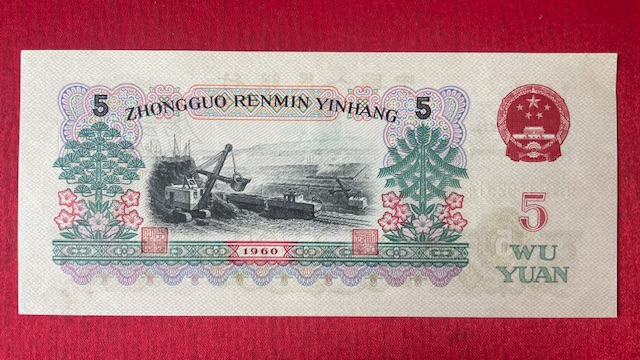 5 ZHONGGUO RENMIN YINHANG 5
1960
5
WU
YUAN